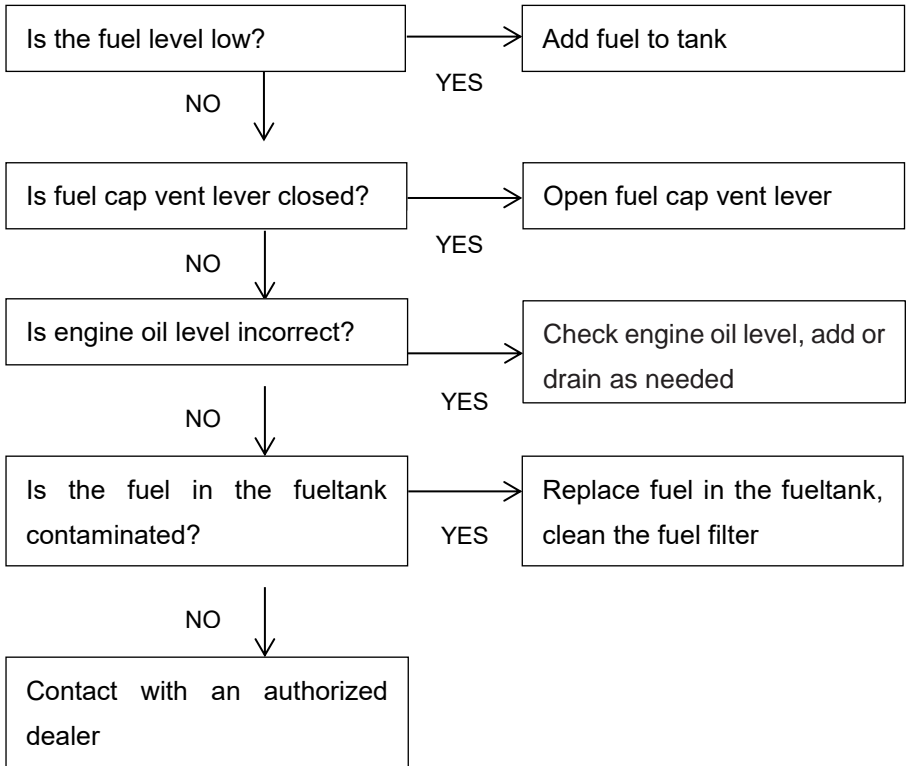 Is the fuel level low?
Add fuel to tank
YES
NO
Is fuel cap vent lever closed?
Open fuel cap vent lever
YES
NO
Is engine oil level incorrect?
Check engine oil level, add or
drain as needed
YES
NO
Is the fuel in the fueltank
contaminated?
Replace fuel in the fueltank,
clean the fuel filter
YES
NO
Contact with an authorized
dealer